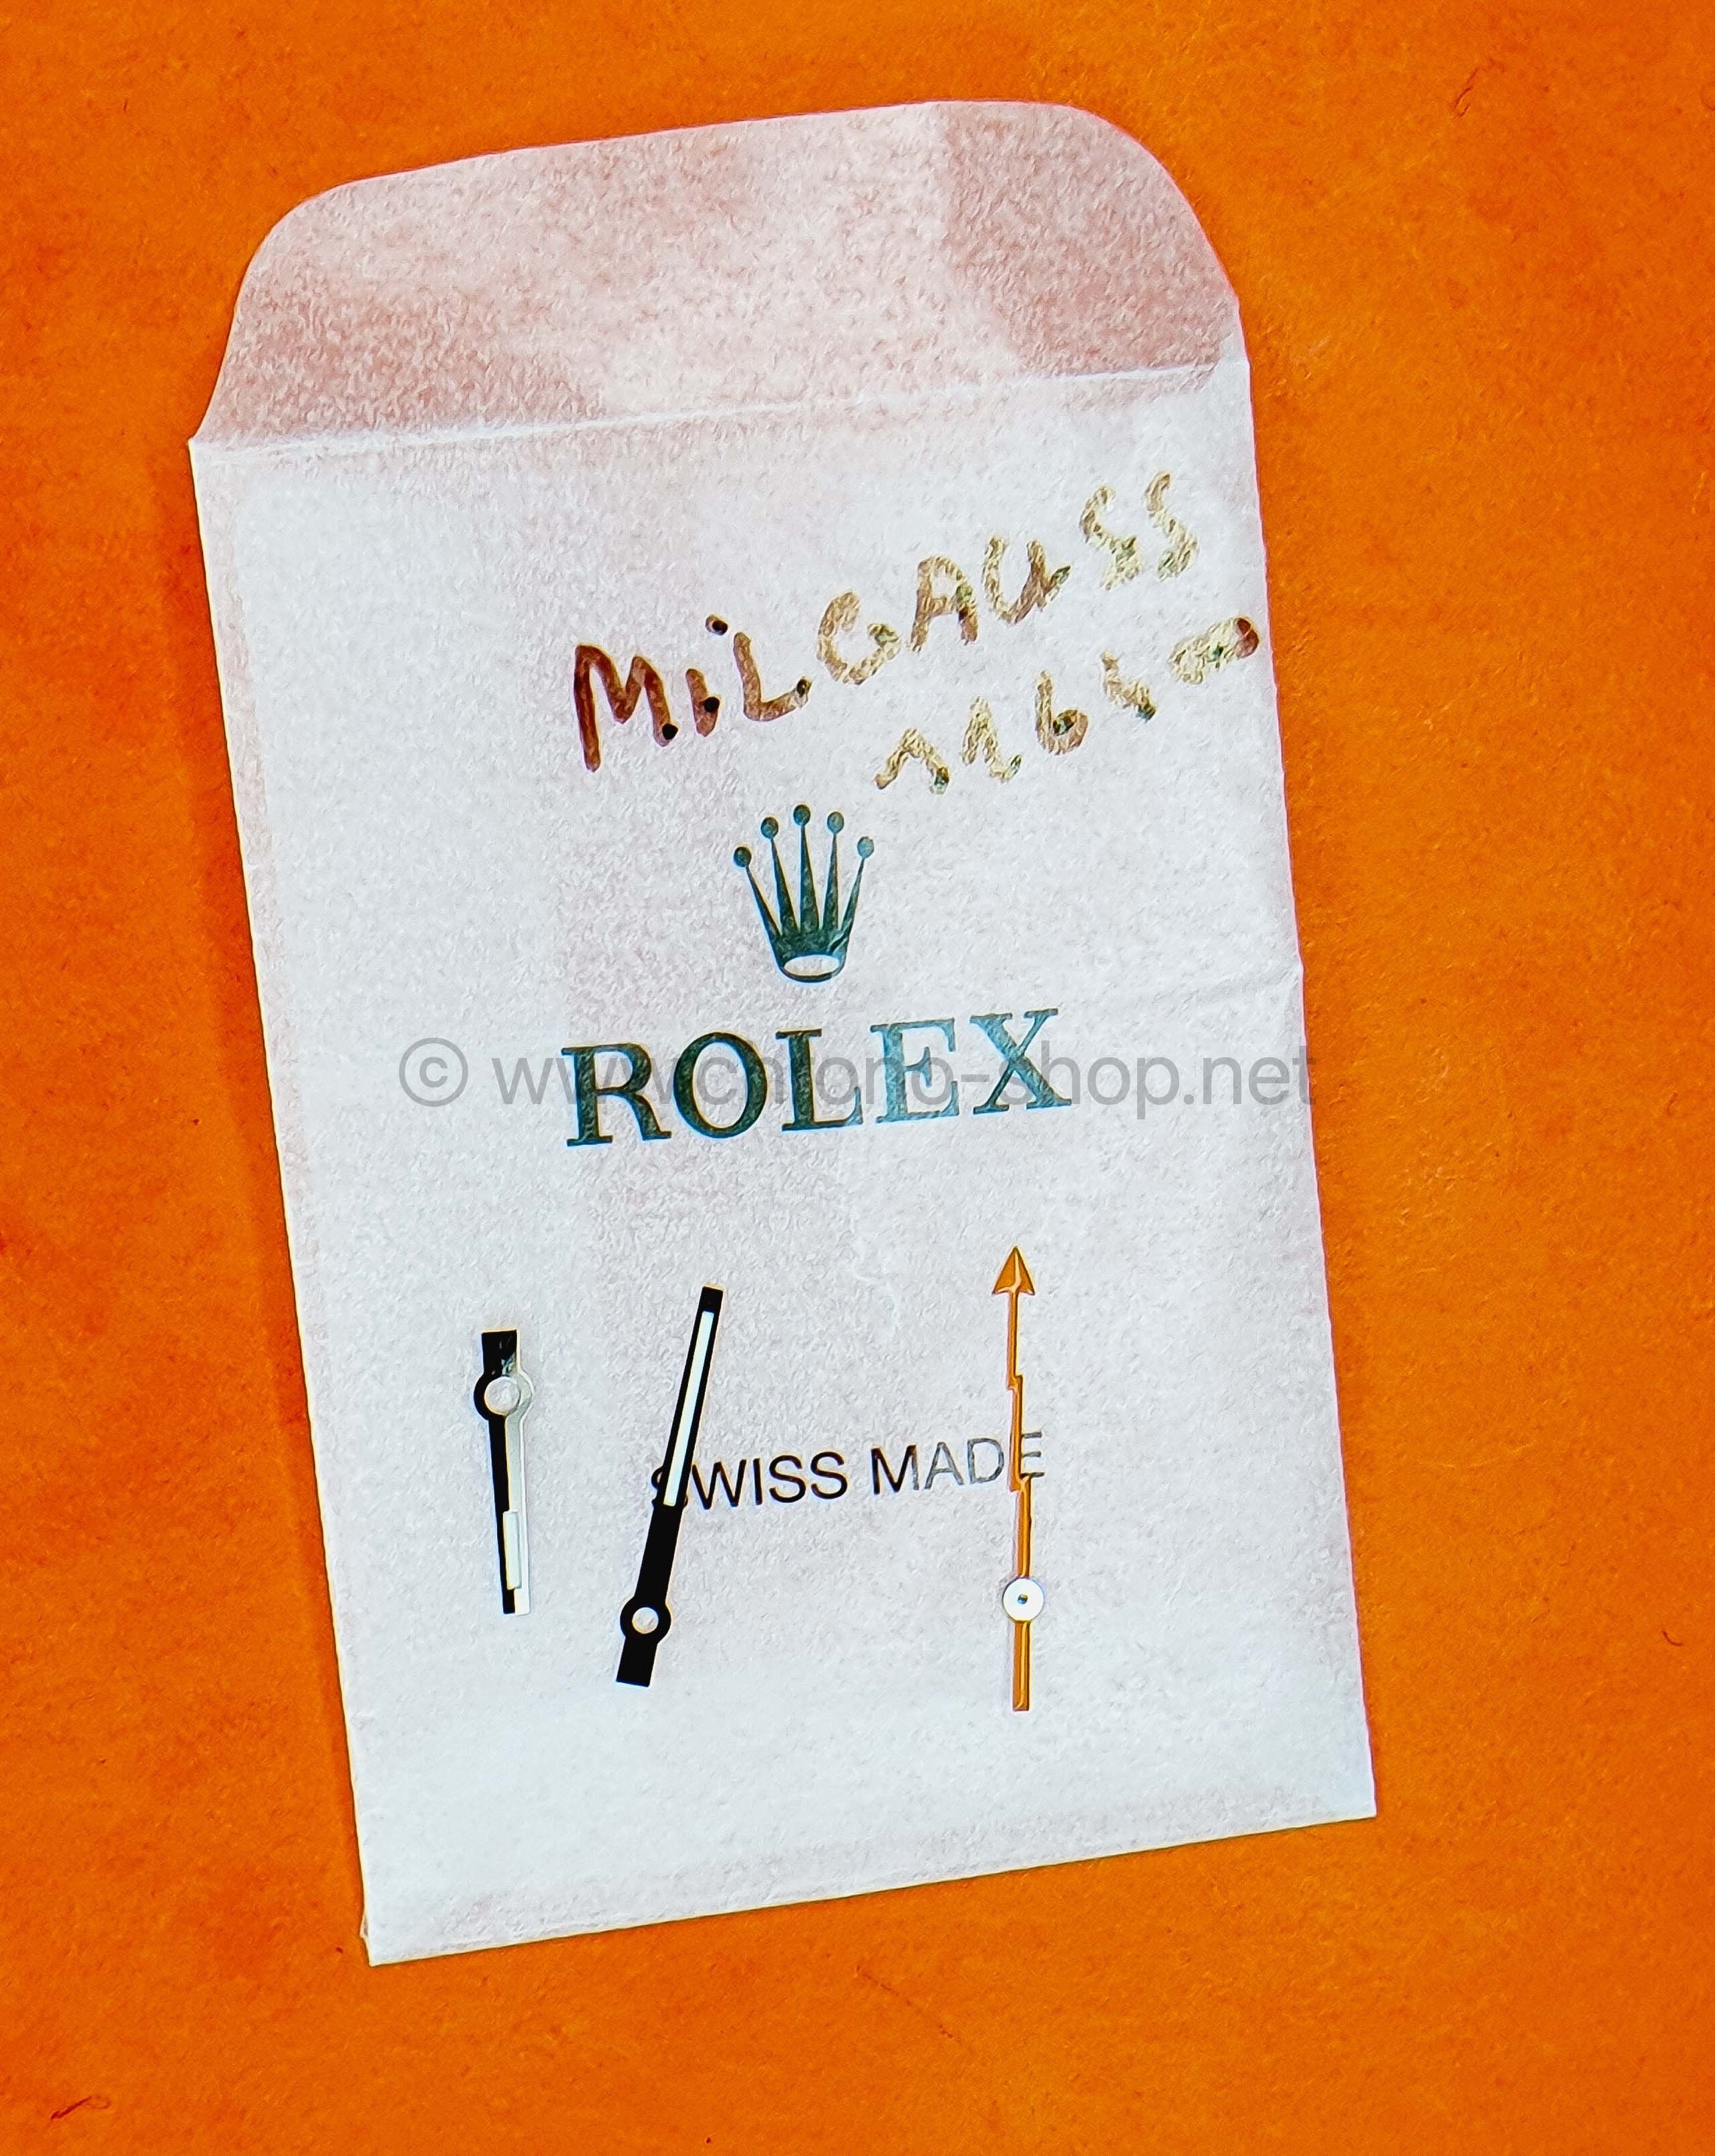 MiLGAUSS
116400
ROLEX
© www.chrono-shop.net
SWISS MADE